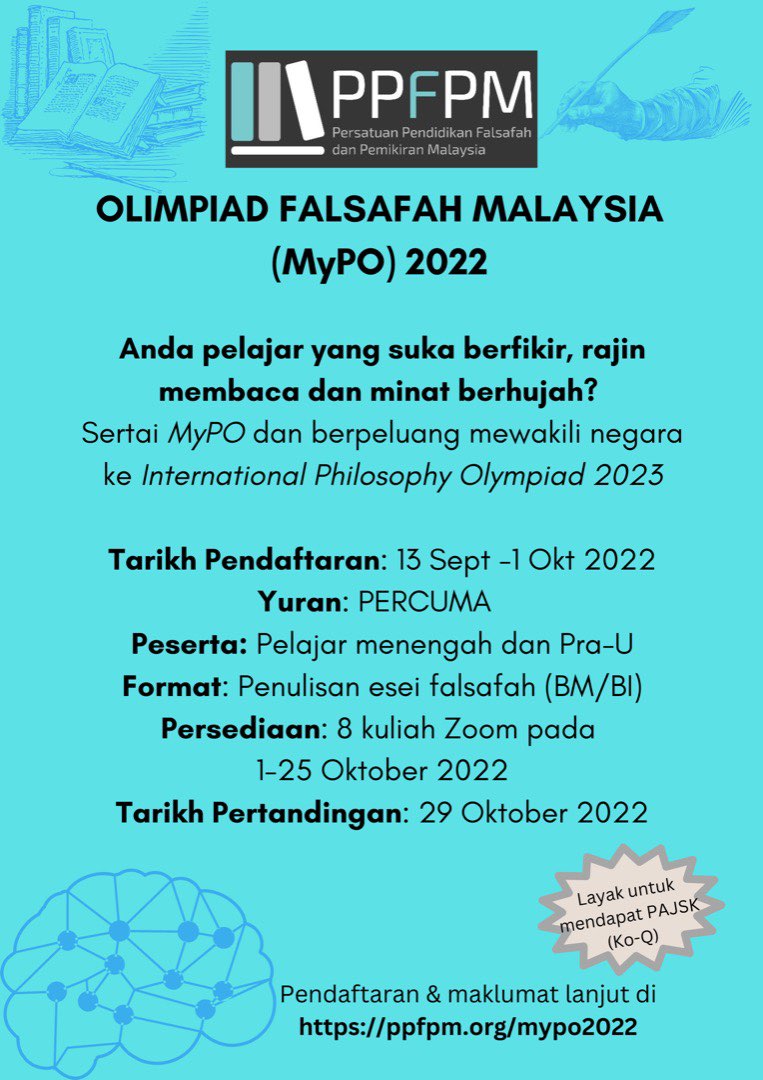 PPFPM
Persatuan Pendidikan Falsafah
dan Pemikiran Malaysia
OLIMPIAD FALSAFAH MALAYSIA
(MyPO) 2022
Anda pelajar yang suka berfikir, rajin
membaca dan minat berhujah?
Sertai MyPO dan berpeluang mewakili negara
ke International Philosophy Olympiad 2023
Tarikh Pendaftaran: 13 Sept -1 Okt 2022
Yuran: PERCUMA
Peserta: Pelajar menengah dan Pra-U
Format: Penulisan esei falsafah (BM/BI)
Persediaan: 8 kuliah Zoom pada
1-25 Oktober 2022
Tarikh Pertandingan: 29 Oktober 2022
Layak untuk
mendapat PAJSK
(Ko-Q)
Pendaftaran & maklumat lanjut di
https://ppfpm.org/mypo2022